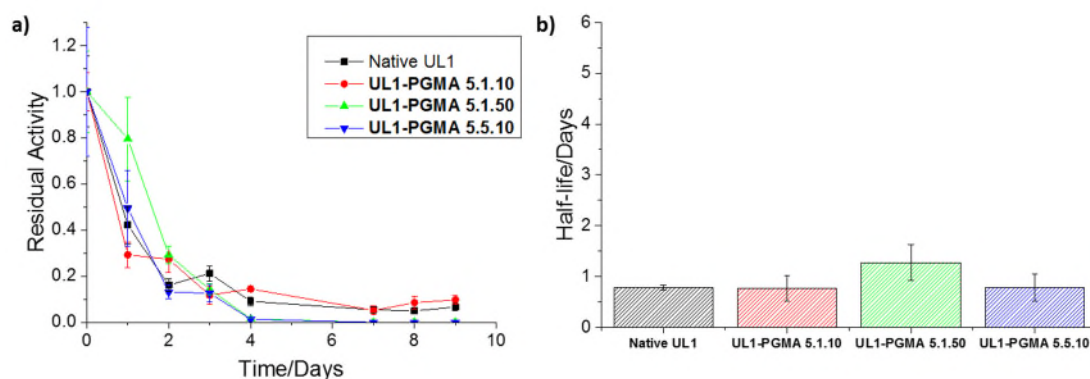 a)
1.2
1.0
0.8
0.6
0.4
0.2
0.0
0
2
4
6
8
10
Residual Activity
Time/Days
Native UL1
UL1-PGMA 5.1.10
UL1-PGMA 5.1.50
UL1-PGMA 5.5.10
b)
6
5
4
3
2
1
0
Half-life/Days
Native UL1
UL1-PGMA 5.1.10
UL1-PGMA 5.1.50
UL1-PGMA 5.5.10